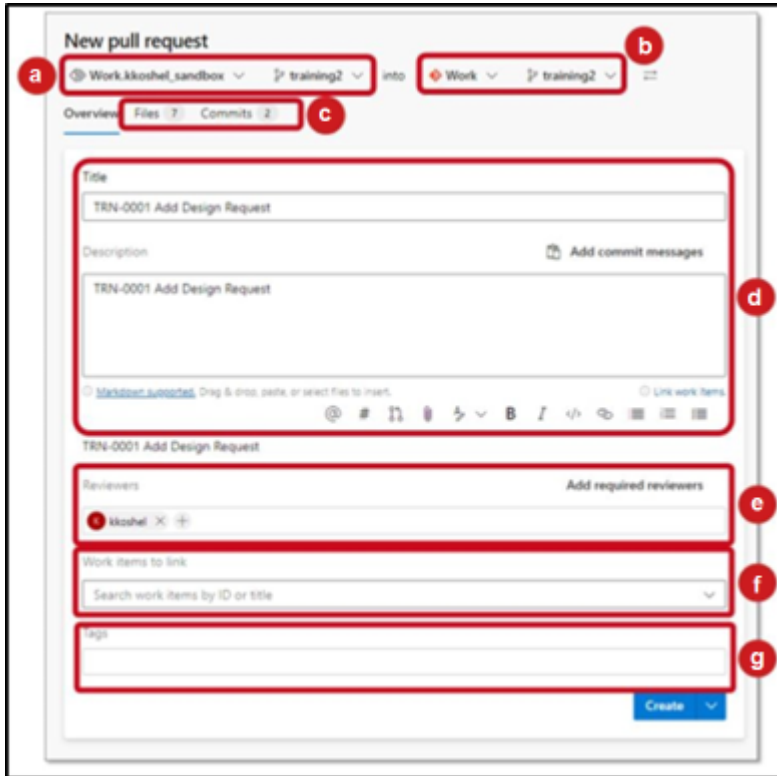 New pull request
a Work.kkoshel_sandbox training2 into Work training2 b
Overview Files 7 Commits 2 c
Title
TRN-0001 Add Design Request
Description Add commit messages
TRN-0001 Add Design Request
d
Markdown supported. Drag & drop, paste, or select files to insert. Link work items.
@ # B I </>
TRN-0001 Add Design Request
Reviewers Add required reviewers
K kkoshel e
Work items to link
Search work items by ID or title f
Tags
g
Create